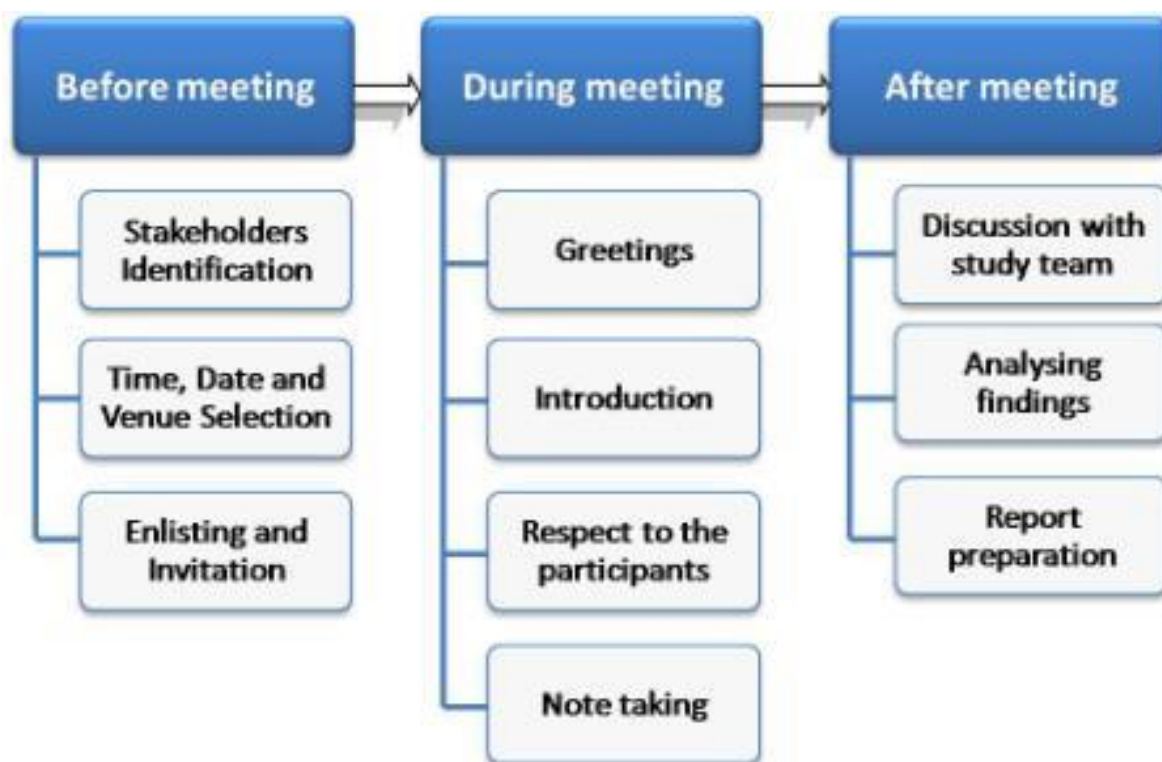 Before meeting
During meeting
After meeting
Stakeholders
Identification
Time, Date and
Venue Selection
Enlisting and
Invitation
Greetings
Introduction
Respect to the
participants
Note taking
Discussion with
study team
Analysing
findings
Report
preparation